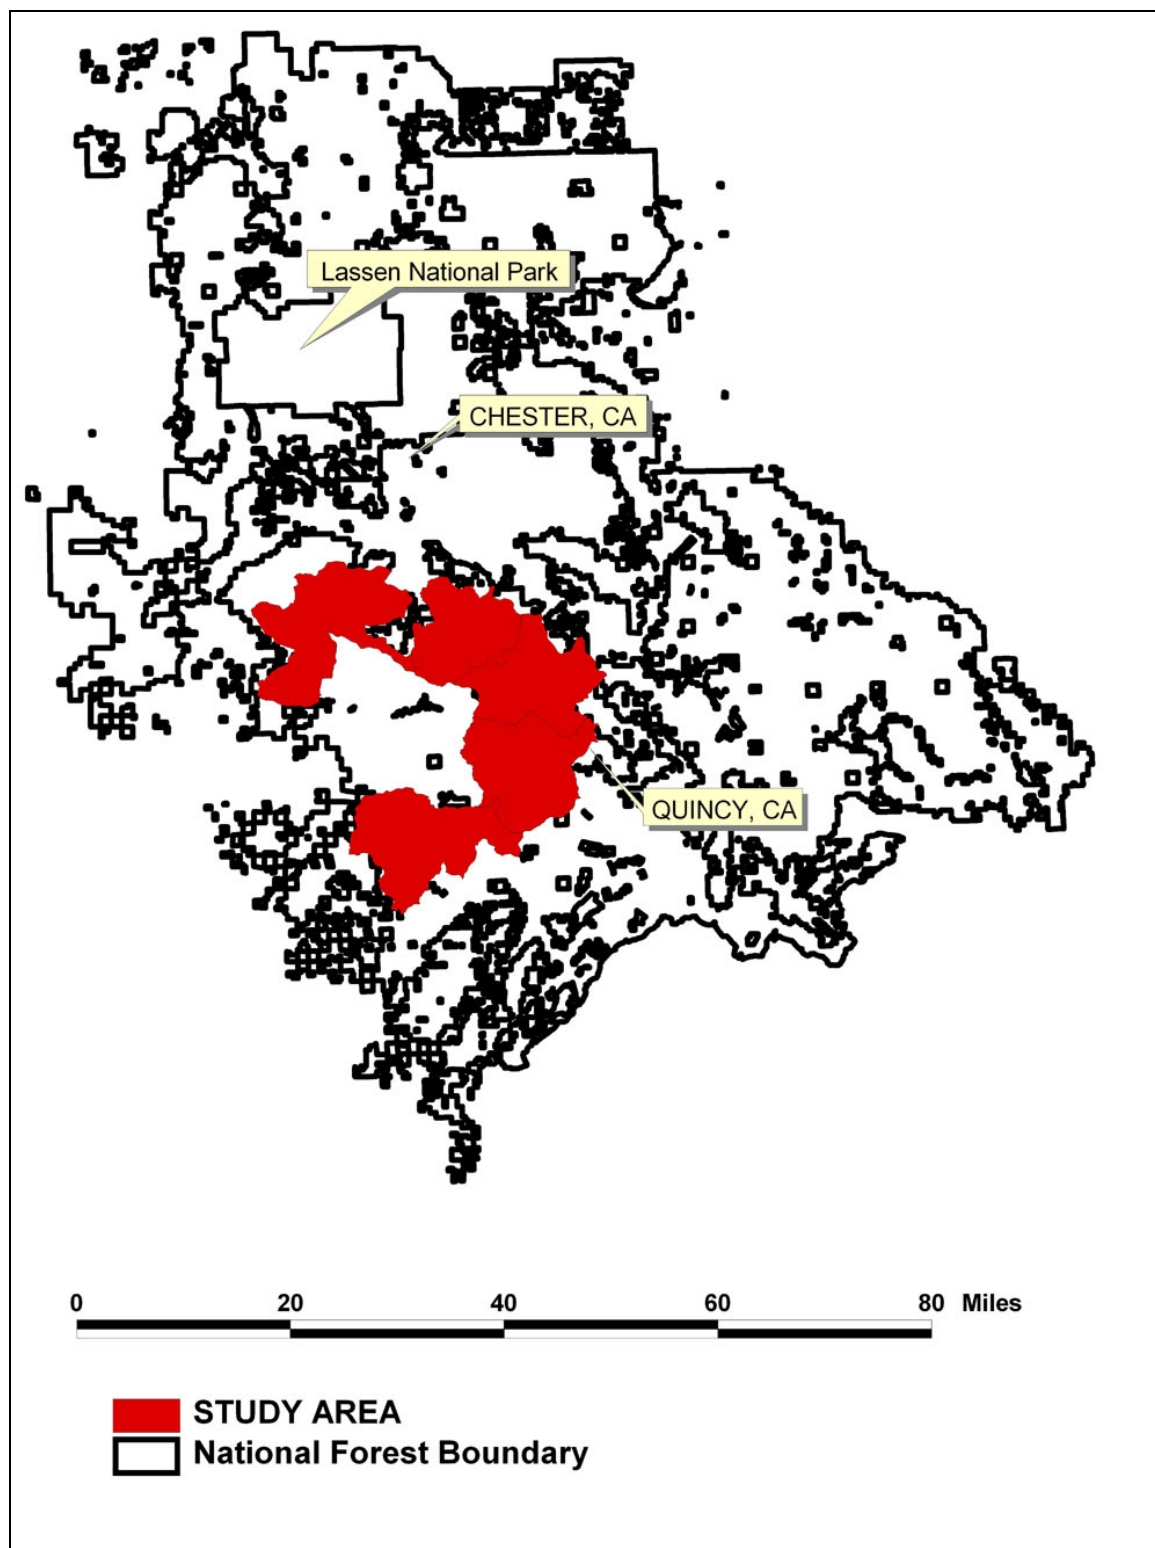 Lassen National Park
CHESTER, CA
QUINCY, CA
0 20 40 60 80 Miles
STUDY AREA
National Forest Boundary